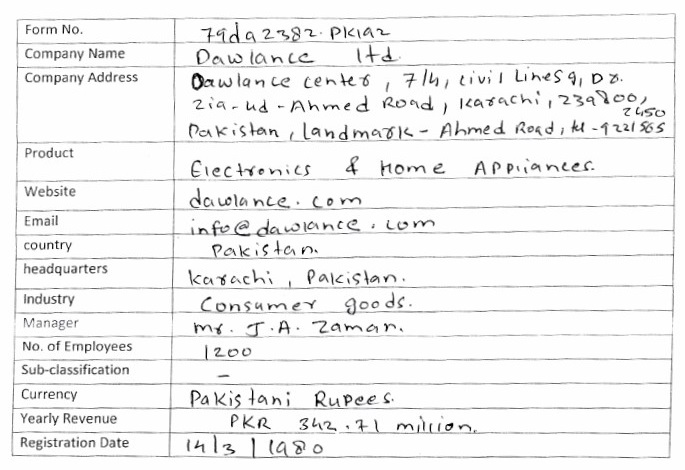 Form No. 79da2382.PK192
Company Name Dawlance ltd.
Company Address Dawlance center, 7/4, civil Lines 9, Dr.
zia-ud-Ahmed Road, Karachi, 239800,
Pakistan, landmark - Ahmed Road, tel - 9221565
2450
Product Electronics & Home Appliances.
Website dawlance.com
Email info@dawlance.com
country Pakistan.
headquarters Karachi, Pakistan.
Industry Consumer goods.
Manager mr. J.A. Zaman.
No. of Employees 1200
Sub-classification –
Currency Pakistani Rupees.
Yearly Revenue PKR 342.71 million.
Registration Date 14/3/1980